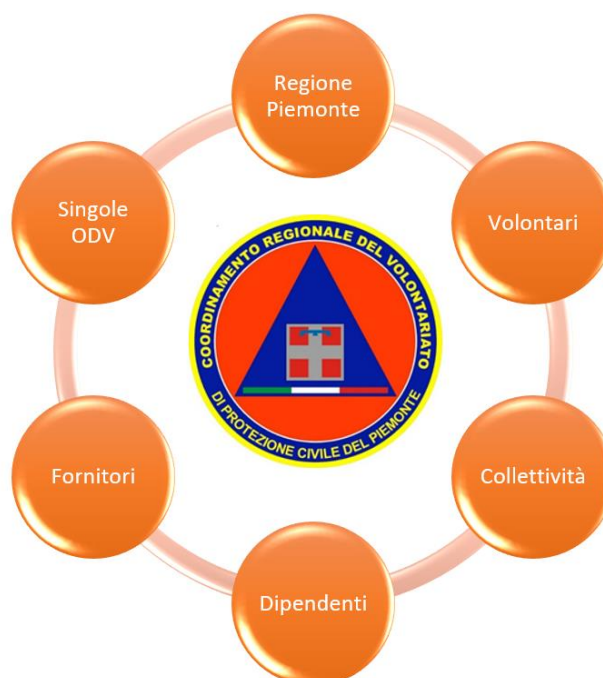 Regione
Piemonte
Singole
ODV
Volontari
COORDINAMENTO REGIONALE DEL VOLONTARIATO
DI PROTEZIONE CIVILE DEL PIEMONTE
Fornitori
Collettività
Dipendenti